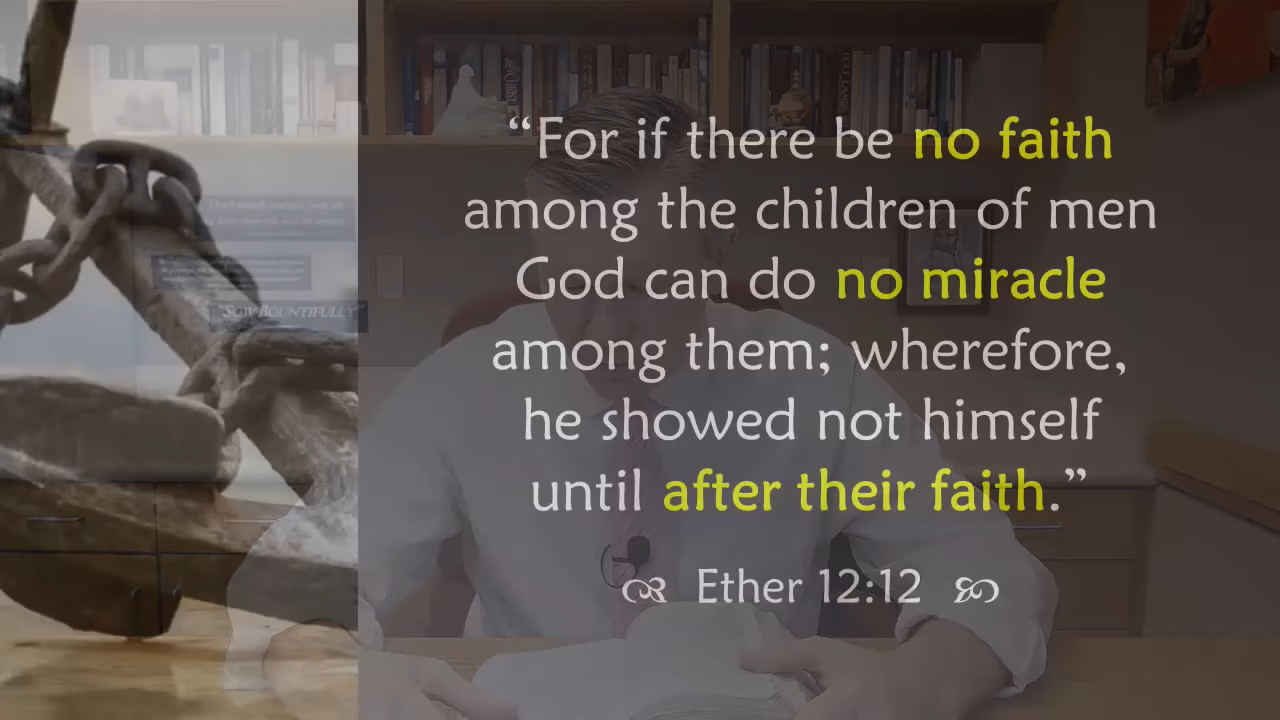 “For if there be no faith
among the children of men
God can do no miracle
among them; wherefore,
he showed not himself
until after their faith.”
Ether 12:12
"SOW BOUNTIFULLY"